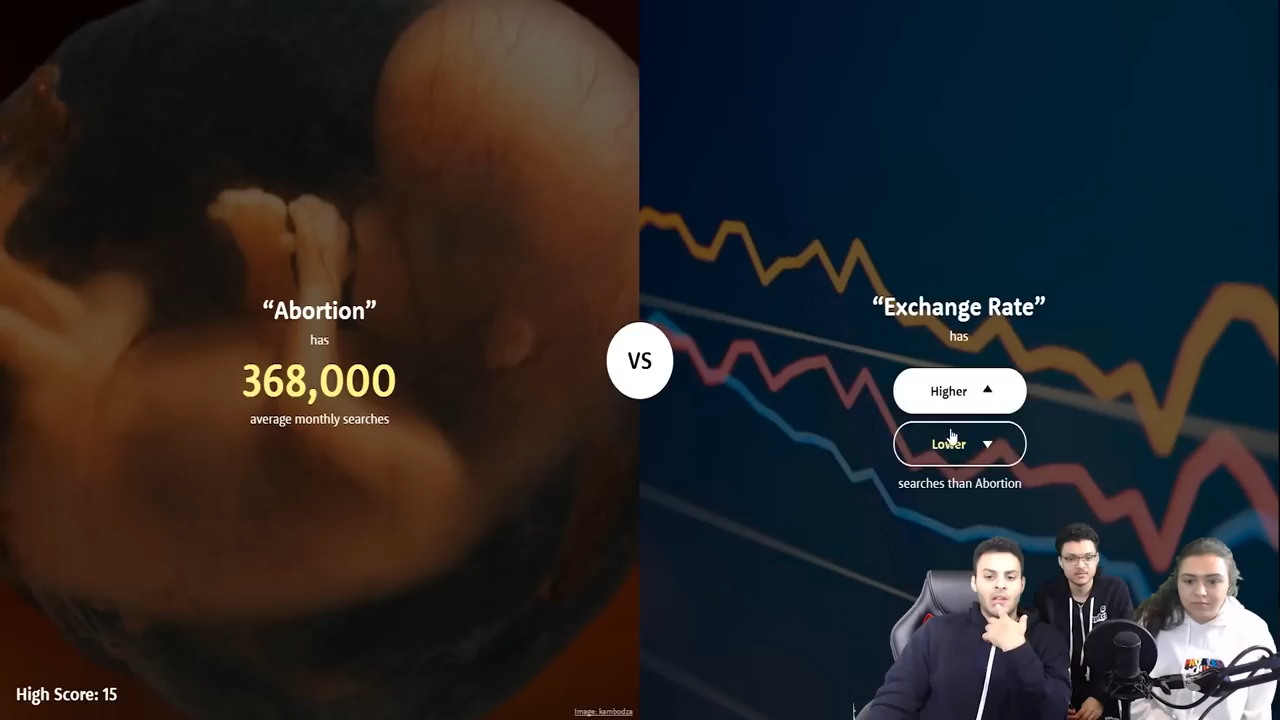 “Abortion”
has
368,000
average monthly searches
VS
“Exchange Rate”
has
Higher
Lower
searches than Abortion
High Score: 15
Image: kambodza